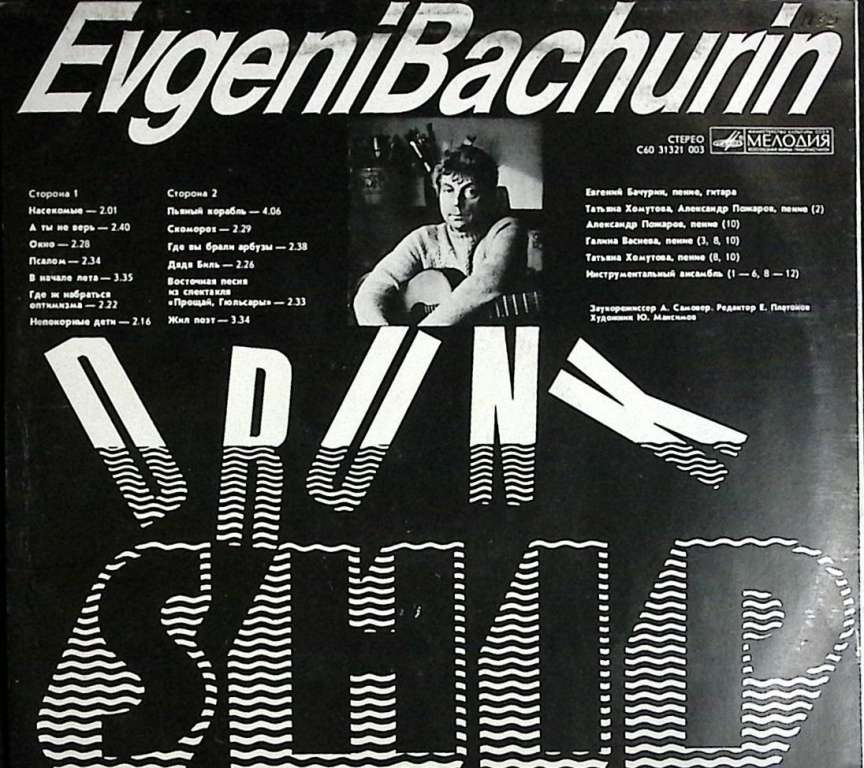 EvgeniBachurin
СТЕРЕО
С60 31321 003
МЕЛОДИЯ
Сторона 1
Насекомые — 2.01
А ты не верь — 2.40
Окно — 2.28
Псалом — 2.34
В начале лета — 3.35
Где ж набраться
оптимизма — 2.22
Непокорные дети — 2.16
Сторона 2
Пьяный корабль — 4.06
Скоморох — 2.29
Где вы брали арбузы — 2.38
Дядя Биль — 2.26
Восточная песня
из спектакля
«Прощай, Гюльсары» — 2.33
Жил поэт — 3.34
Евгений Бачурин, пение, гитара
Татьяна Хомутова, Александр Пожаров, пение (2)
Александр Пожаров, пение (10)
Галина Васнева, пение (3, 8, 10)
Татьяна Хомутова, пение (8, 10)
Инструментальный ансамбль (1 — 6, 8 — 12)
Звукорежиссер А. Самовер. Редактор Е. Платонов
Художник Ю. Максимов
DRUNK
SHIP